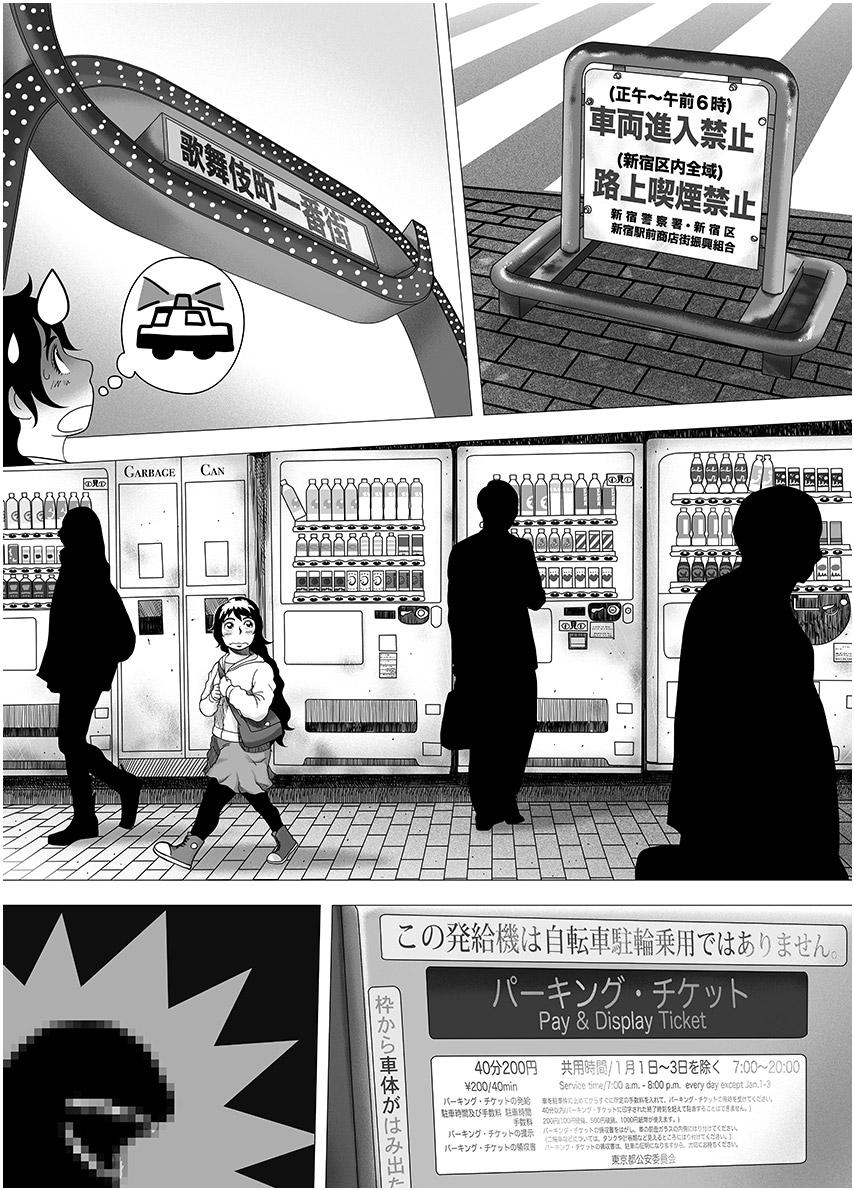 歌舞伎町一番街
(正午〜午前6時)
車両進入禁止
(新宿区内全域)
路上喫煙禁止
新宿警察署・新宿区
新宿駅前商店街振興組合
GARBAGE
CAN
この発給機は自転車駐輪乗用ではありません。
パーキング・チケット
Pay & Display Ticket
枠から車体がはみ出た
40分200円 共用時間/1月1日〜3日を除く 7:00〜20:00
¥200/40min Service time/7:00 a.m. - 8:00 p.m. every day except Jan.1-3
パーキング・チケットの発給
駐車時間及び手数料 駐車時間
手数料
パーキング・チケットの提示
パーキング・チケットの領収書
東京都公安委員会